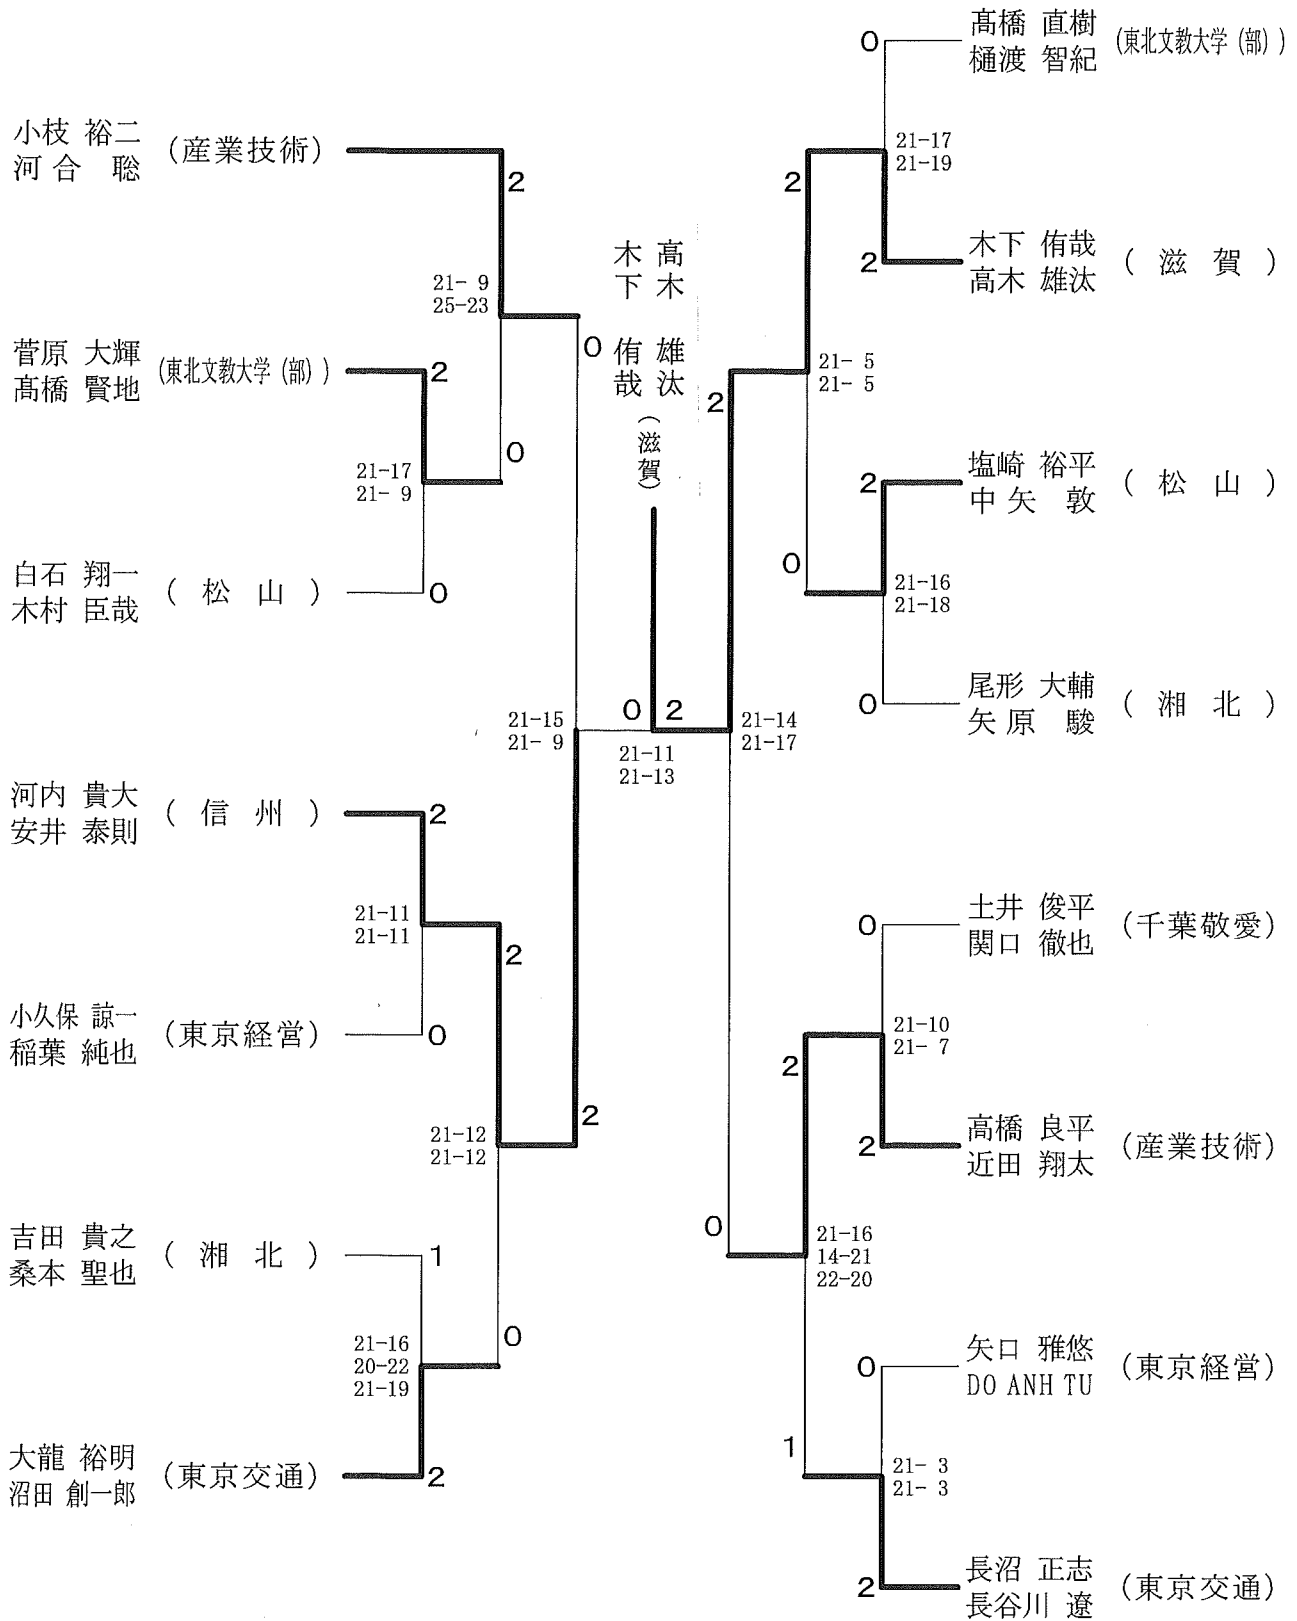 小枝 裕二
河合 聡
(産業技術)
2
21- 9
25-23
菅原 大輝
髙橋 賢地
(東北文教大学 (部) )
2
0
21-17
21- 9
白石 翔一
木村 臣哉
( 松 山 )
0
0
21-15
21- 9
河内 貴大
安井 泰則
( 信 州 )
2
21-11
21-11
2
小久保 諒一
稲葉 純也
(東京経営)
0
21-12
21-12
2
吉田 貴之
桑本 聖也
( 湘 北 )
1
21-16
20-22
21-19
0
大龍 裕明
沼田 創一郎
(東京交通)
2
高木 雄汰
木下 侑哉
(滋賀)
0 2
21-11
21-13
髙橋 直樹
樋渡 智紀
(東北文教大学 (部) )
0
21-17
21-19
2
木下 侑哉
高木 雄汰
( 滋 賀 )
2
21- 5
21- 5
2
塩崎 裕平
中矢 敦
( 松 山 )
2
0
21-16
21-18
尾形 大輔
矢原 駿
( 湘 北 )
0
21-14
21-17
土井 俊平
関口 徹也
(千葉敬愛)
0
21-10
21- 7
2
高橋 良平
近田 翔太
(産業技術)
2
0
21-16
14-21
22-20
矢口 雅悠
DO ANH TU
(東京経営)
0
1
21- 3
21- 3
長沼 正志
長谷川 遼
(東京交通)
2